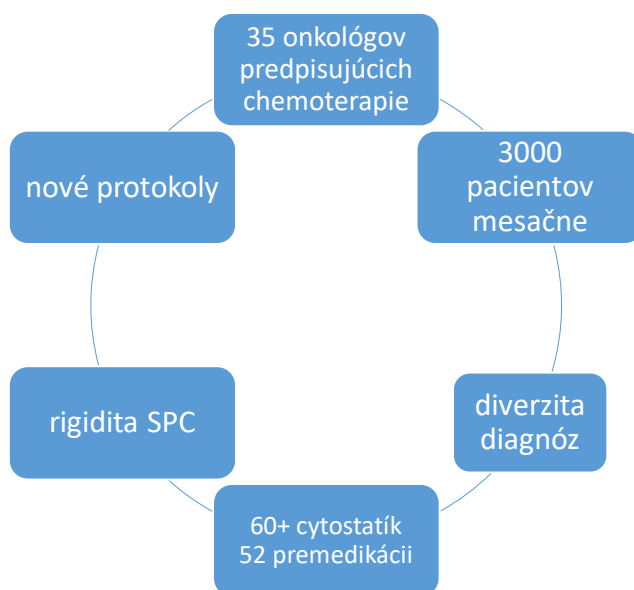 35 onkológov
predpisujúcich
chemoterapie
3000
pacientov
mesačne
diverzita
diagnóz
60+ cytostatík
52 premedikácii
rigidita SPC
nové protokoly